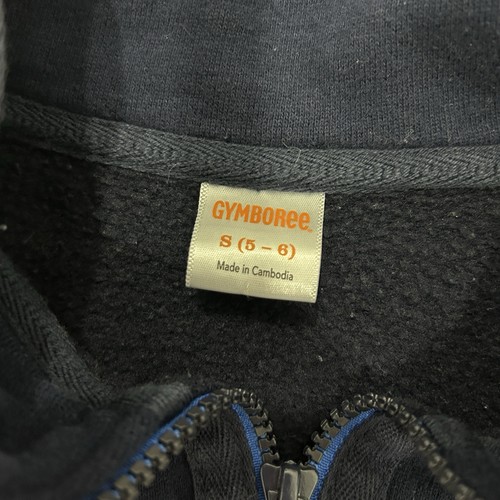 GYMBOREE
S (5 - 6)
Made in Cambodia